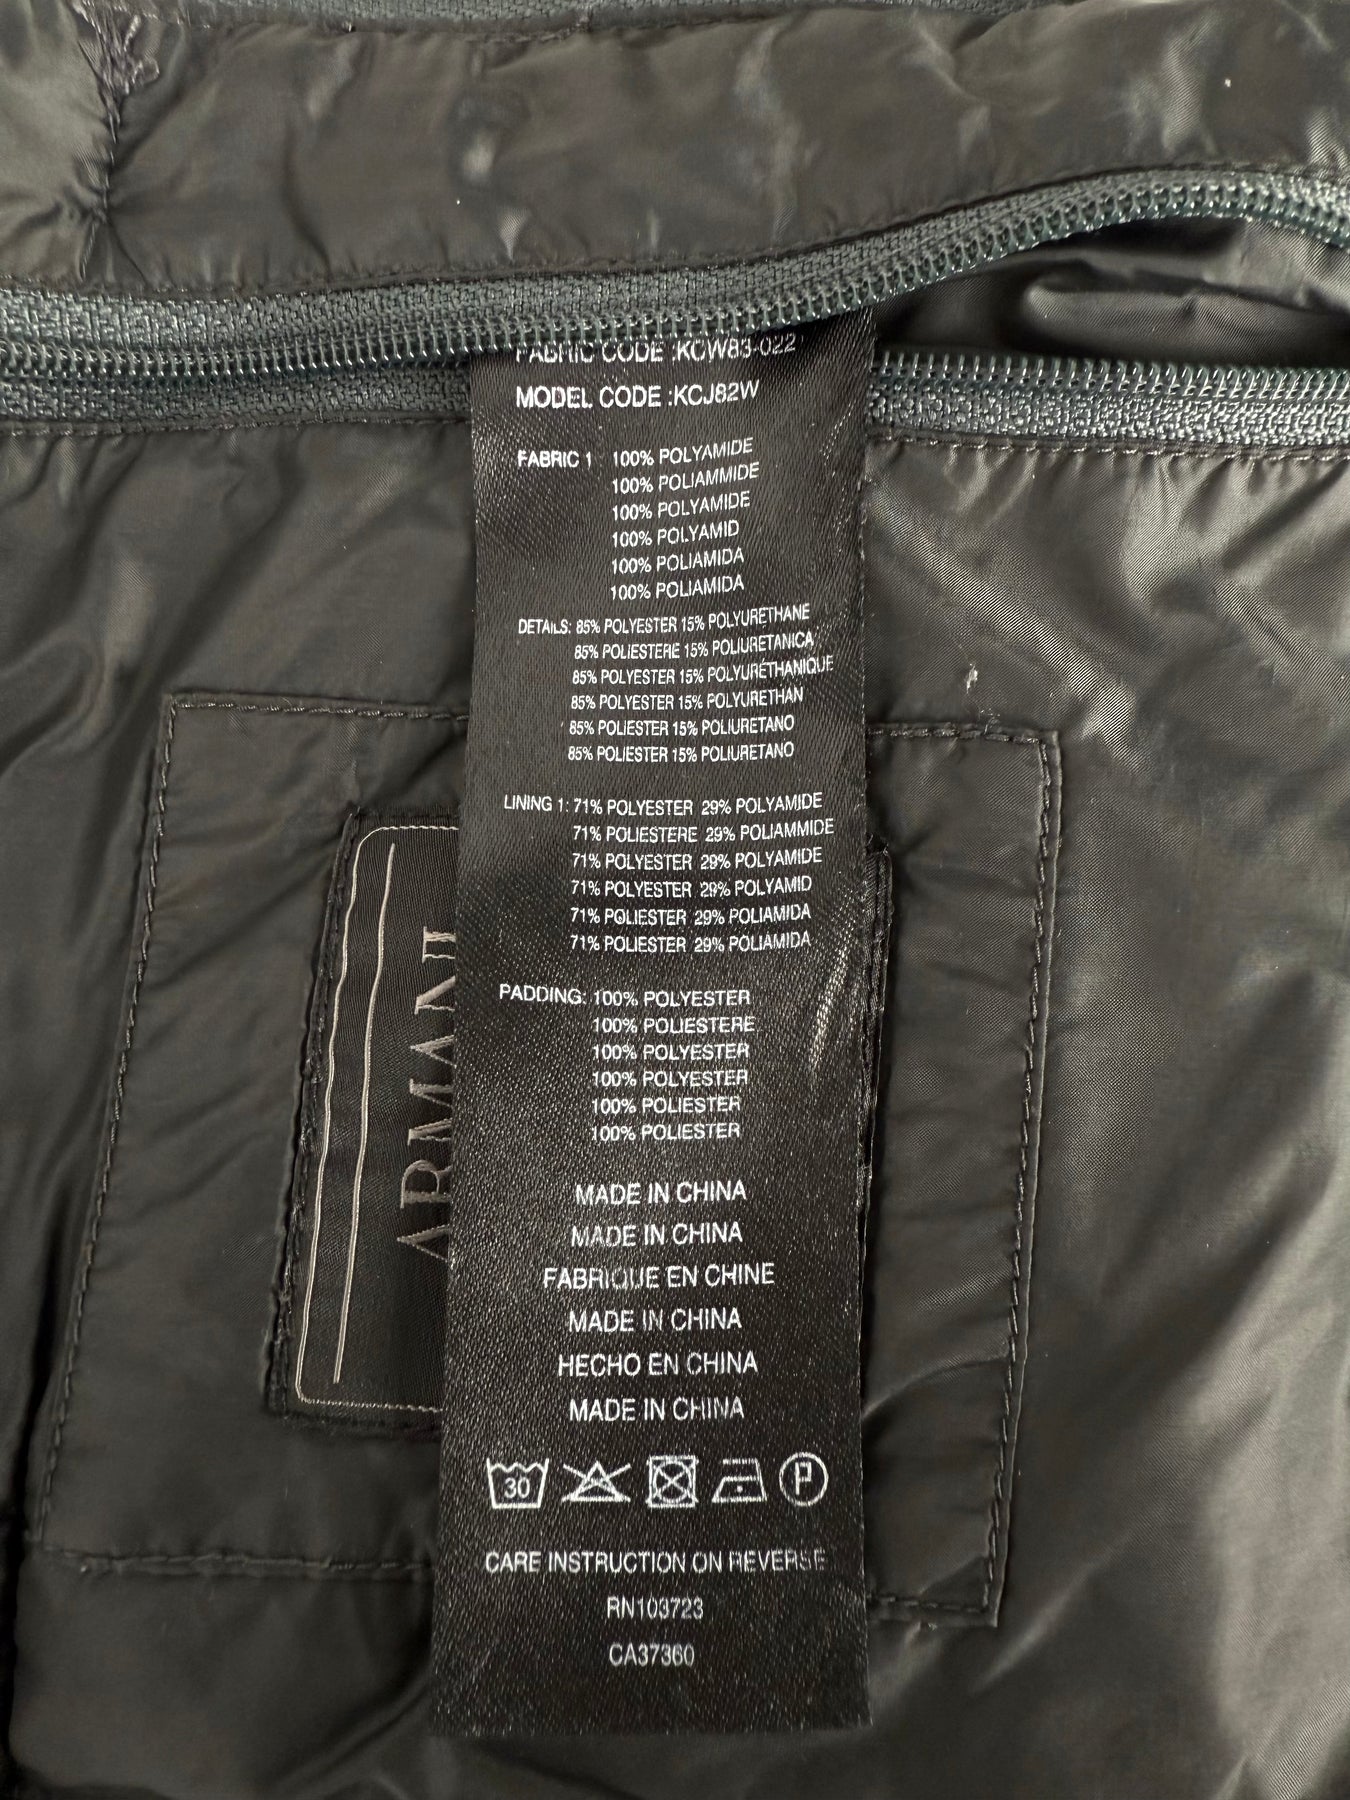 FABRIC CODE :KCW83-022
MODEL CODE :KCJ82W
FABRIC 1 100% POLYAMIDE
100% POLIAMMIDE
100% POLYAMIDE
100% POLYAMID
100% POLIAMIDA
100% POLIAMIDA
DETAILS: 85% POLYESTER 15% POLYURETHANE
85% POLIESTERE 15% POLIURETANICA
85% POLYESTER 15% POLYURÉTHANIQUE
85% POLYESTER 15% POLYURETHAN
85% POLIESTER 15% POLIURETANO
85% POLIESTER 15% POLIURETANO
LINING 1: 71% POLYESTER 29% POLYAMIDE
71% POLIESTERE 29% POLIAMMIDE
71% POLYESTER 29% POLYAMIDE
71% POLYESTER 29% POLYAMID
71% POLIESTER 29% POLIAMIDA
71% POLIESTER 29% POLIAMIDA
PADDING: 100% POLYESTER
100% POLIESTERE
100% POLYESTER
100% POLYESTER
100% POLIESTER
100% POLIESTER
MADE IN CHINA
MADE IN CHINA
FABRIQUE EN CHINE
MADE IN CHINA
HECHO EN CHINA
MADE IN CHINA
30 P
CARE INSTRUCTION ON REVERSE
RN103723
CA37360
ARMANI